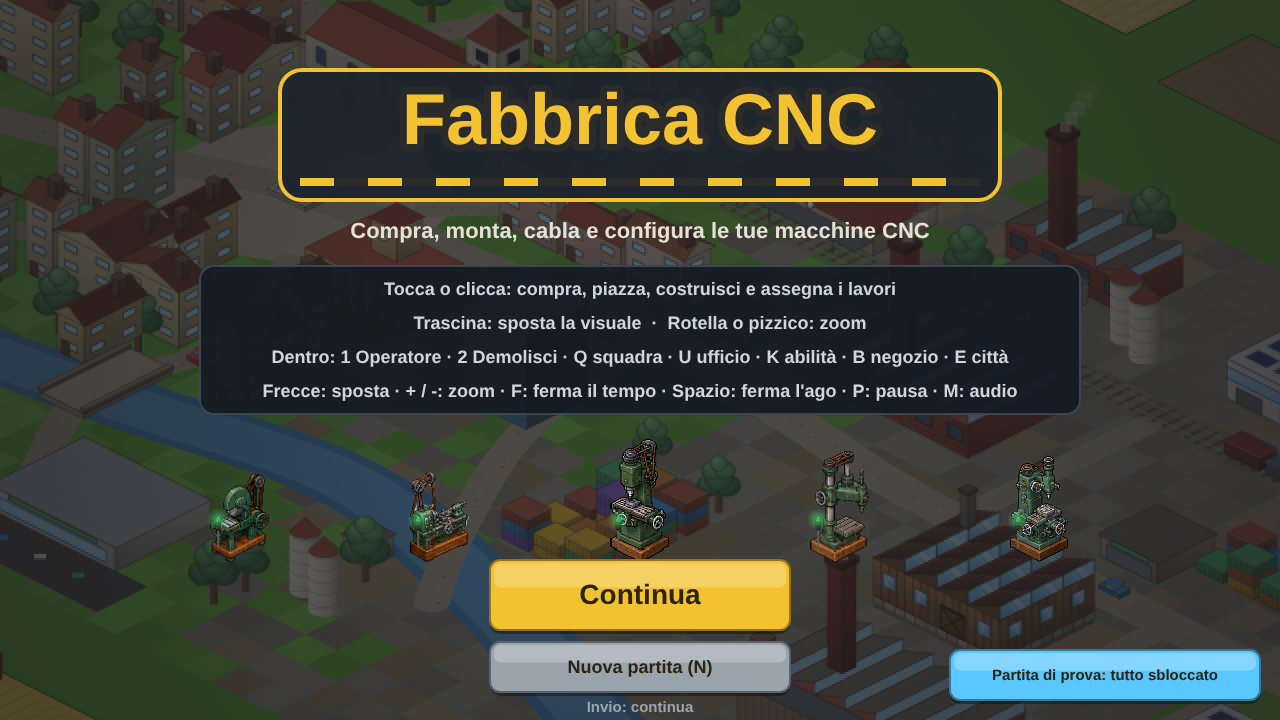 Fabbrica CNC
Compra, monta, cabla e configura le tue macchine CNC
Tocca o clicca: compra, piazza, costruisci e assegna i lavori
Trascina: sposta la visuale · Rotella o pizzico: zoom
Dentro: 1 Operatore · 2 Demolisci · Q squadra · U ufficio · K abilità · B negozio · E città
Frecce: sposta · + / -: zoom · F: ferma il tempo · Spazio: ferma l'ago · P: pausa · M: audio
Continua
Nuova partita (N)
Partita di prova: tutto sbloccato
Invio: continua